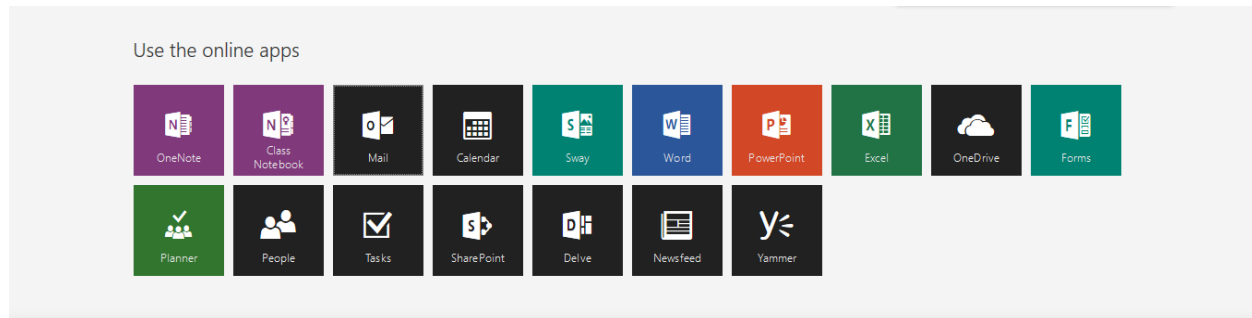 Use the online apps
OneNote
Class
Notebook
Mail
Calendar
Sway
Word
PowerPoint
Excel
OneDrive
Forms
Planner
People
Tasks
SharePoint
Delve
Newsfeed
Yammer